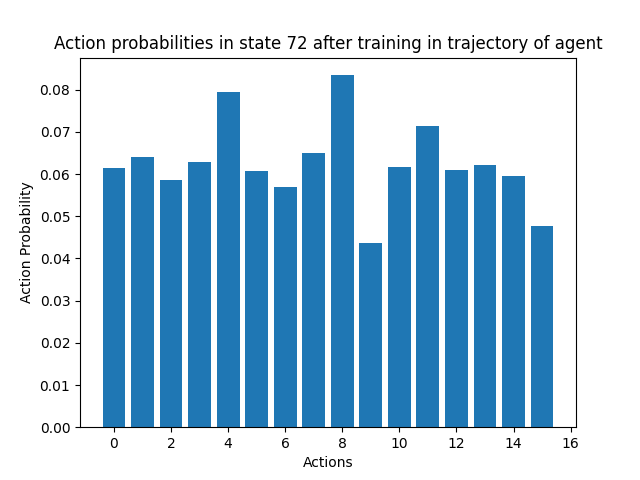 Action probabilities in state 72 after training in trajectory of agent
0.08
0.07
0.06
0.05
0.04
0.03
0.02
0.01
0.00
Action Probability
0 2 4 6 8 10 12 14 16
Actions